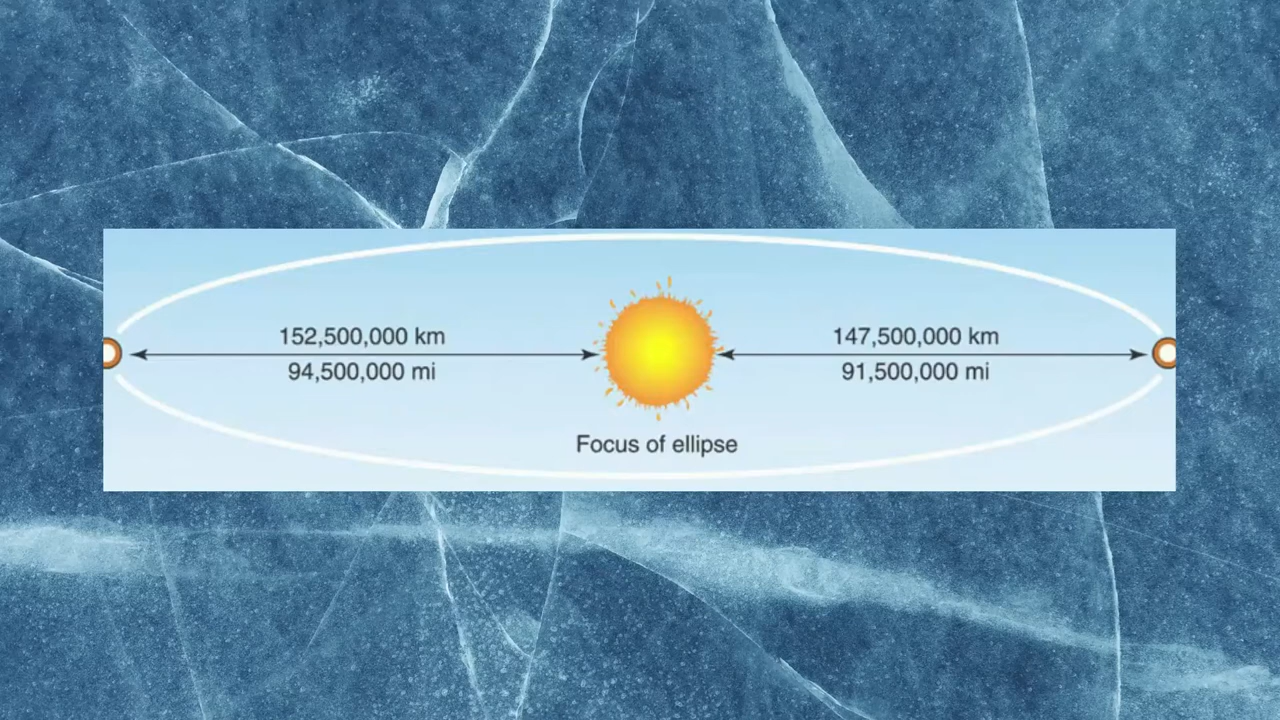 152,500,000 km
94,500,000 mi
147,500,000 km
91,500,000 mi
Focus of ellipse